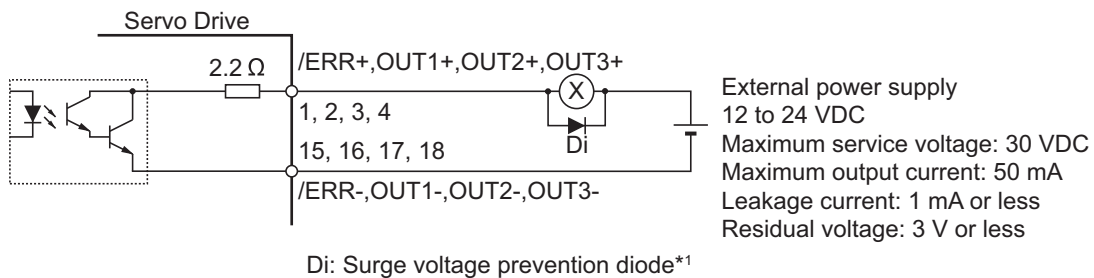 Servo Drive
2.2 Ω
/ERR+,OUT1+,OUT2+,OUT3+
X
1, 2, 3, 4
Di
15, 16, 17, 18
/ERR-,OUT1-,OUT2-,OUT3-
External power supply
12 to 24 VDC
Maximum service voltage: 30 VDC
Maximum output current: 50 mA
Leakage current: 1 mA or less
Residual voltage: 3 V or less
Di: Surge voltage prevention diode*1